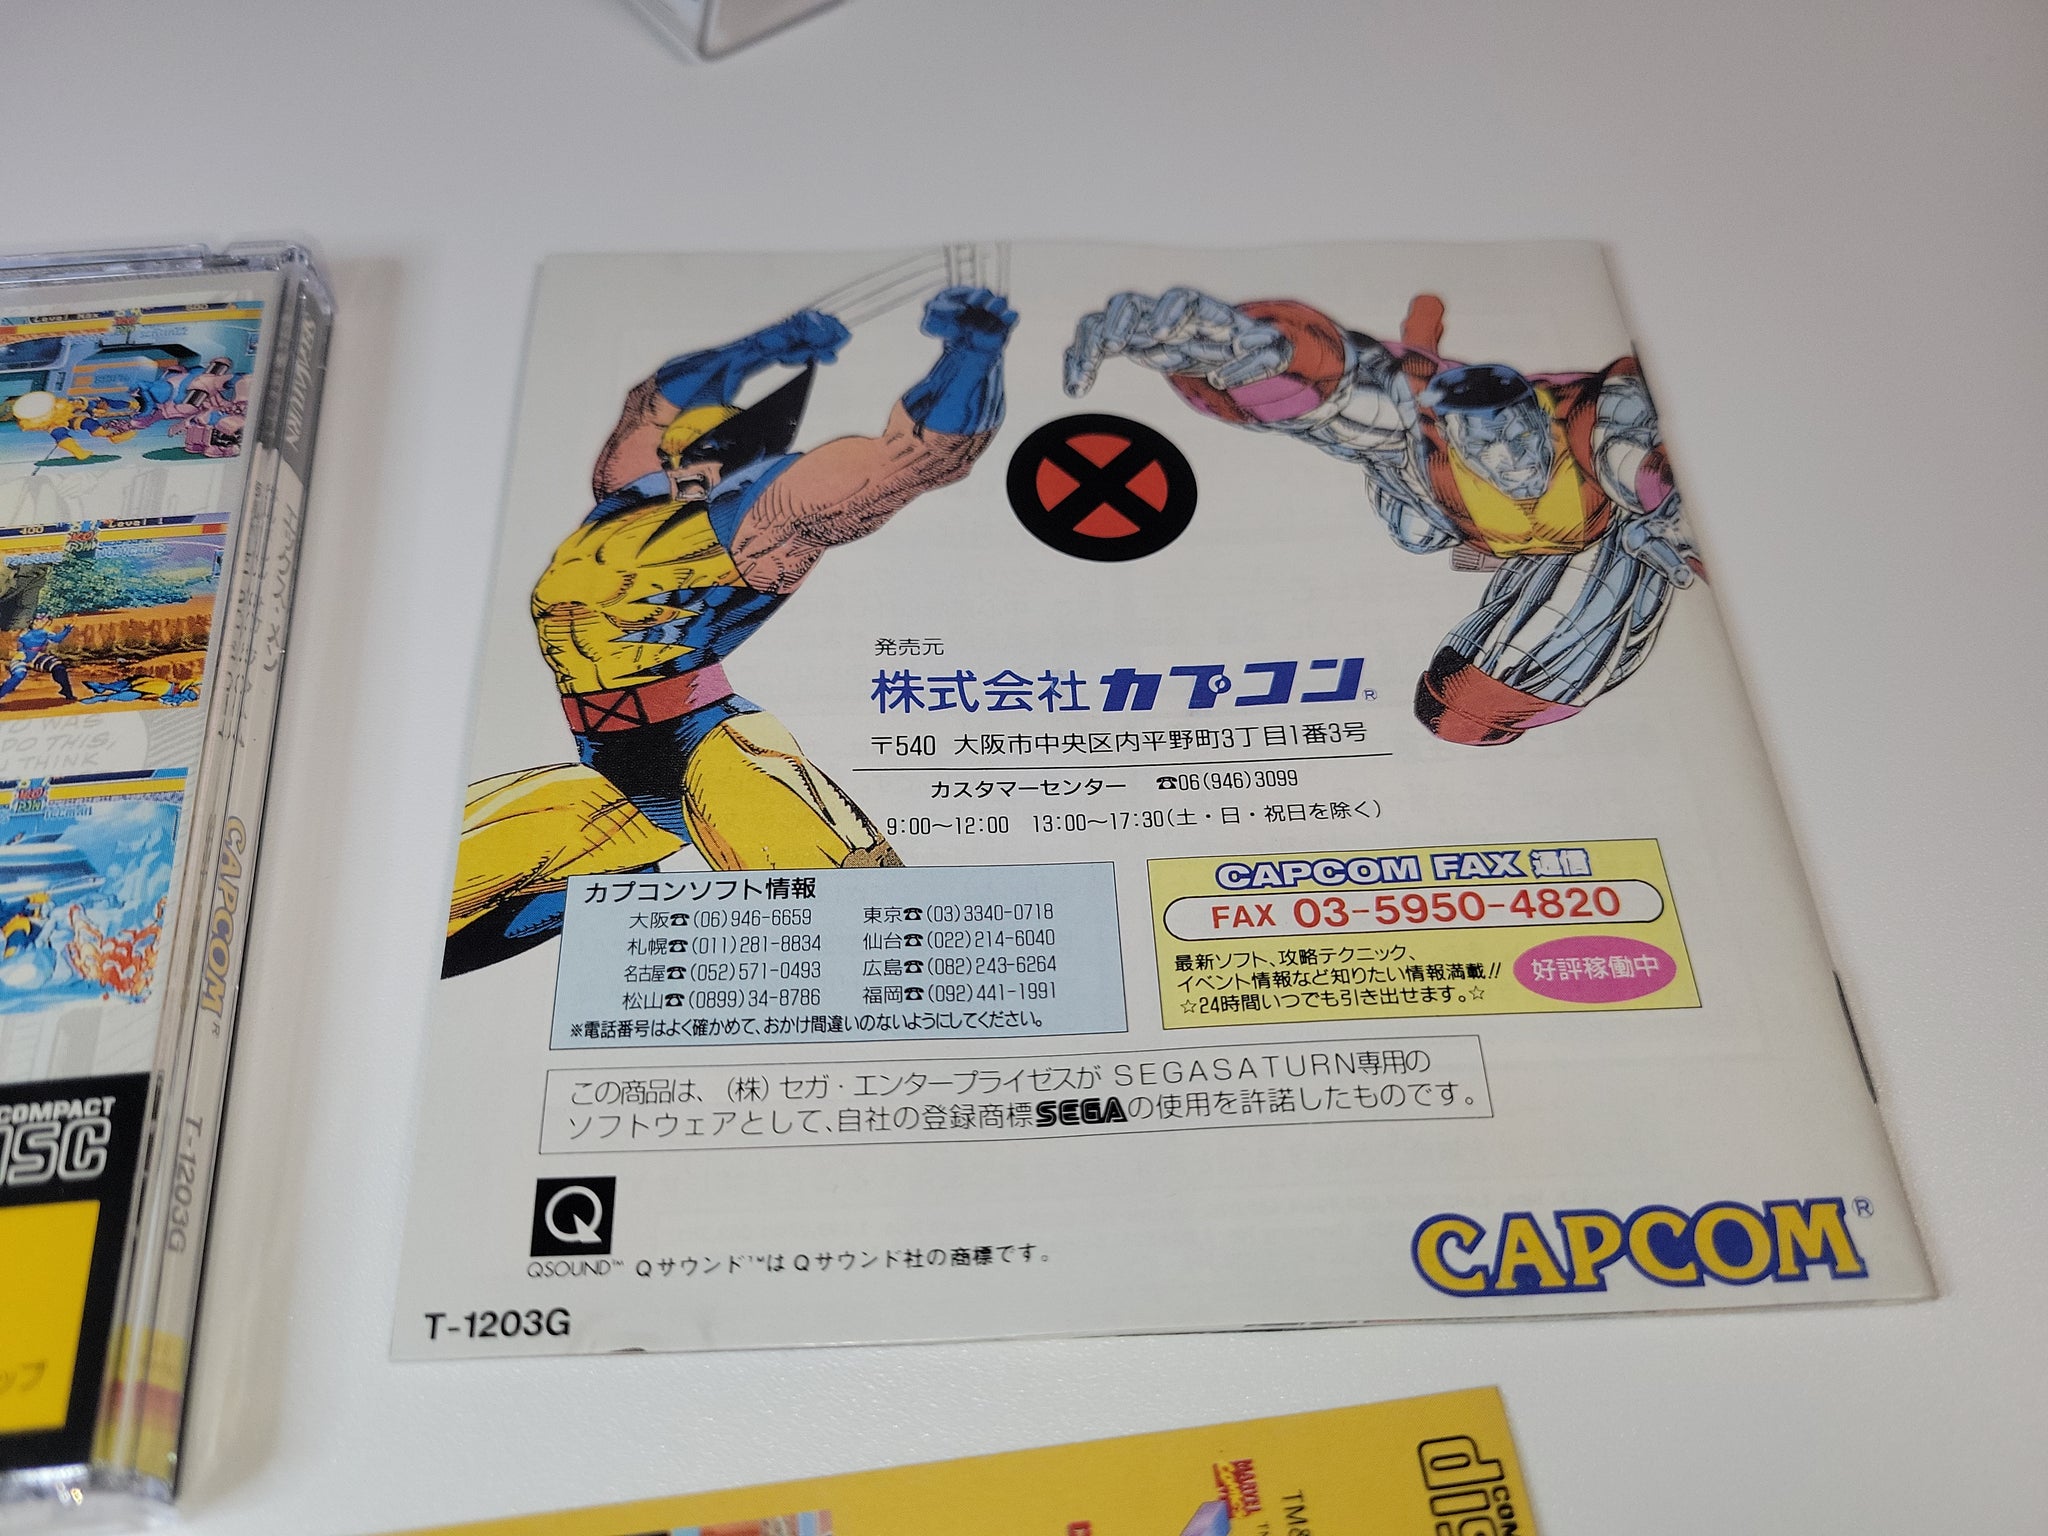 発売元
株式会社カプコン®
〒540 大阪市中央区内平野町3丁目1番3号
カスタマーセンター ☎06(946)3099
9:00〜12:00 13:00〜17:30(土・日・祝日を除く)
カプコンソフト情報
大阪☎(06)946-6659 東京☎(03)3340-0718
札幌☎(011)281-8834 仙台☎(022)214-6040
名古屋☎(052)571-0493 広島☎(082)243-6264
松山☎(0899)34-8786 福岡☎(092)441-1991
※電話番号はよく確かめて、おかけ間違いのないようにしてください。
CAPCOM FAX 通信
FAX 03-5950-4820
最新ソフト、攻略テクニック、
イベント情報など知りたい情報満載!!
☆24時間いつでも引き出せます。☆
好評稼働中
この商品は、(株)セガ・エンタープライゼスが SEGASATURN専用の
ソフトウェアとして、自社の登録商標SEGAの使用を許諾したものです。
Q
QSOUND™ Qサウンド™は Qサウンド社の商標です。
CAPCOM®
T-1203G
Level Max
400
Level 1
WAS
DO THIS,
THINK
COMPACT
CAPCOM®
T-1203G
ップ
MARVEL
TM&